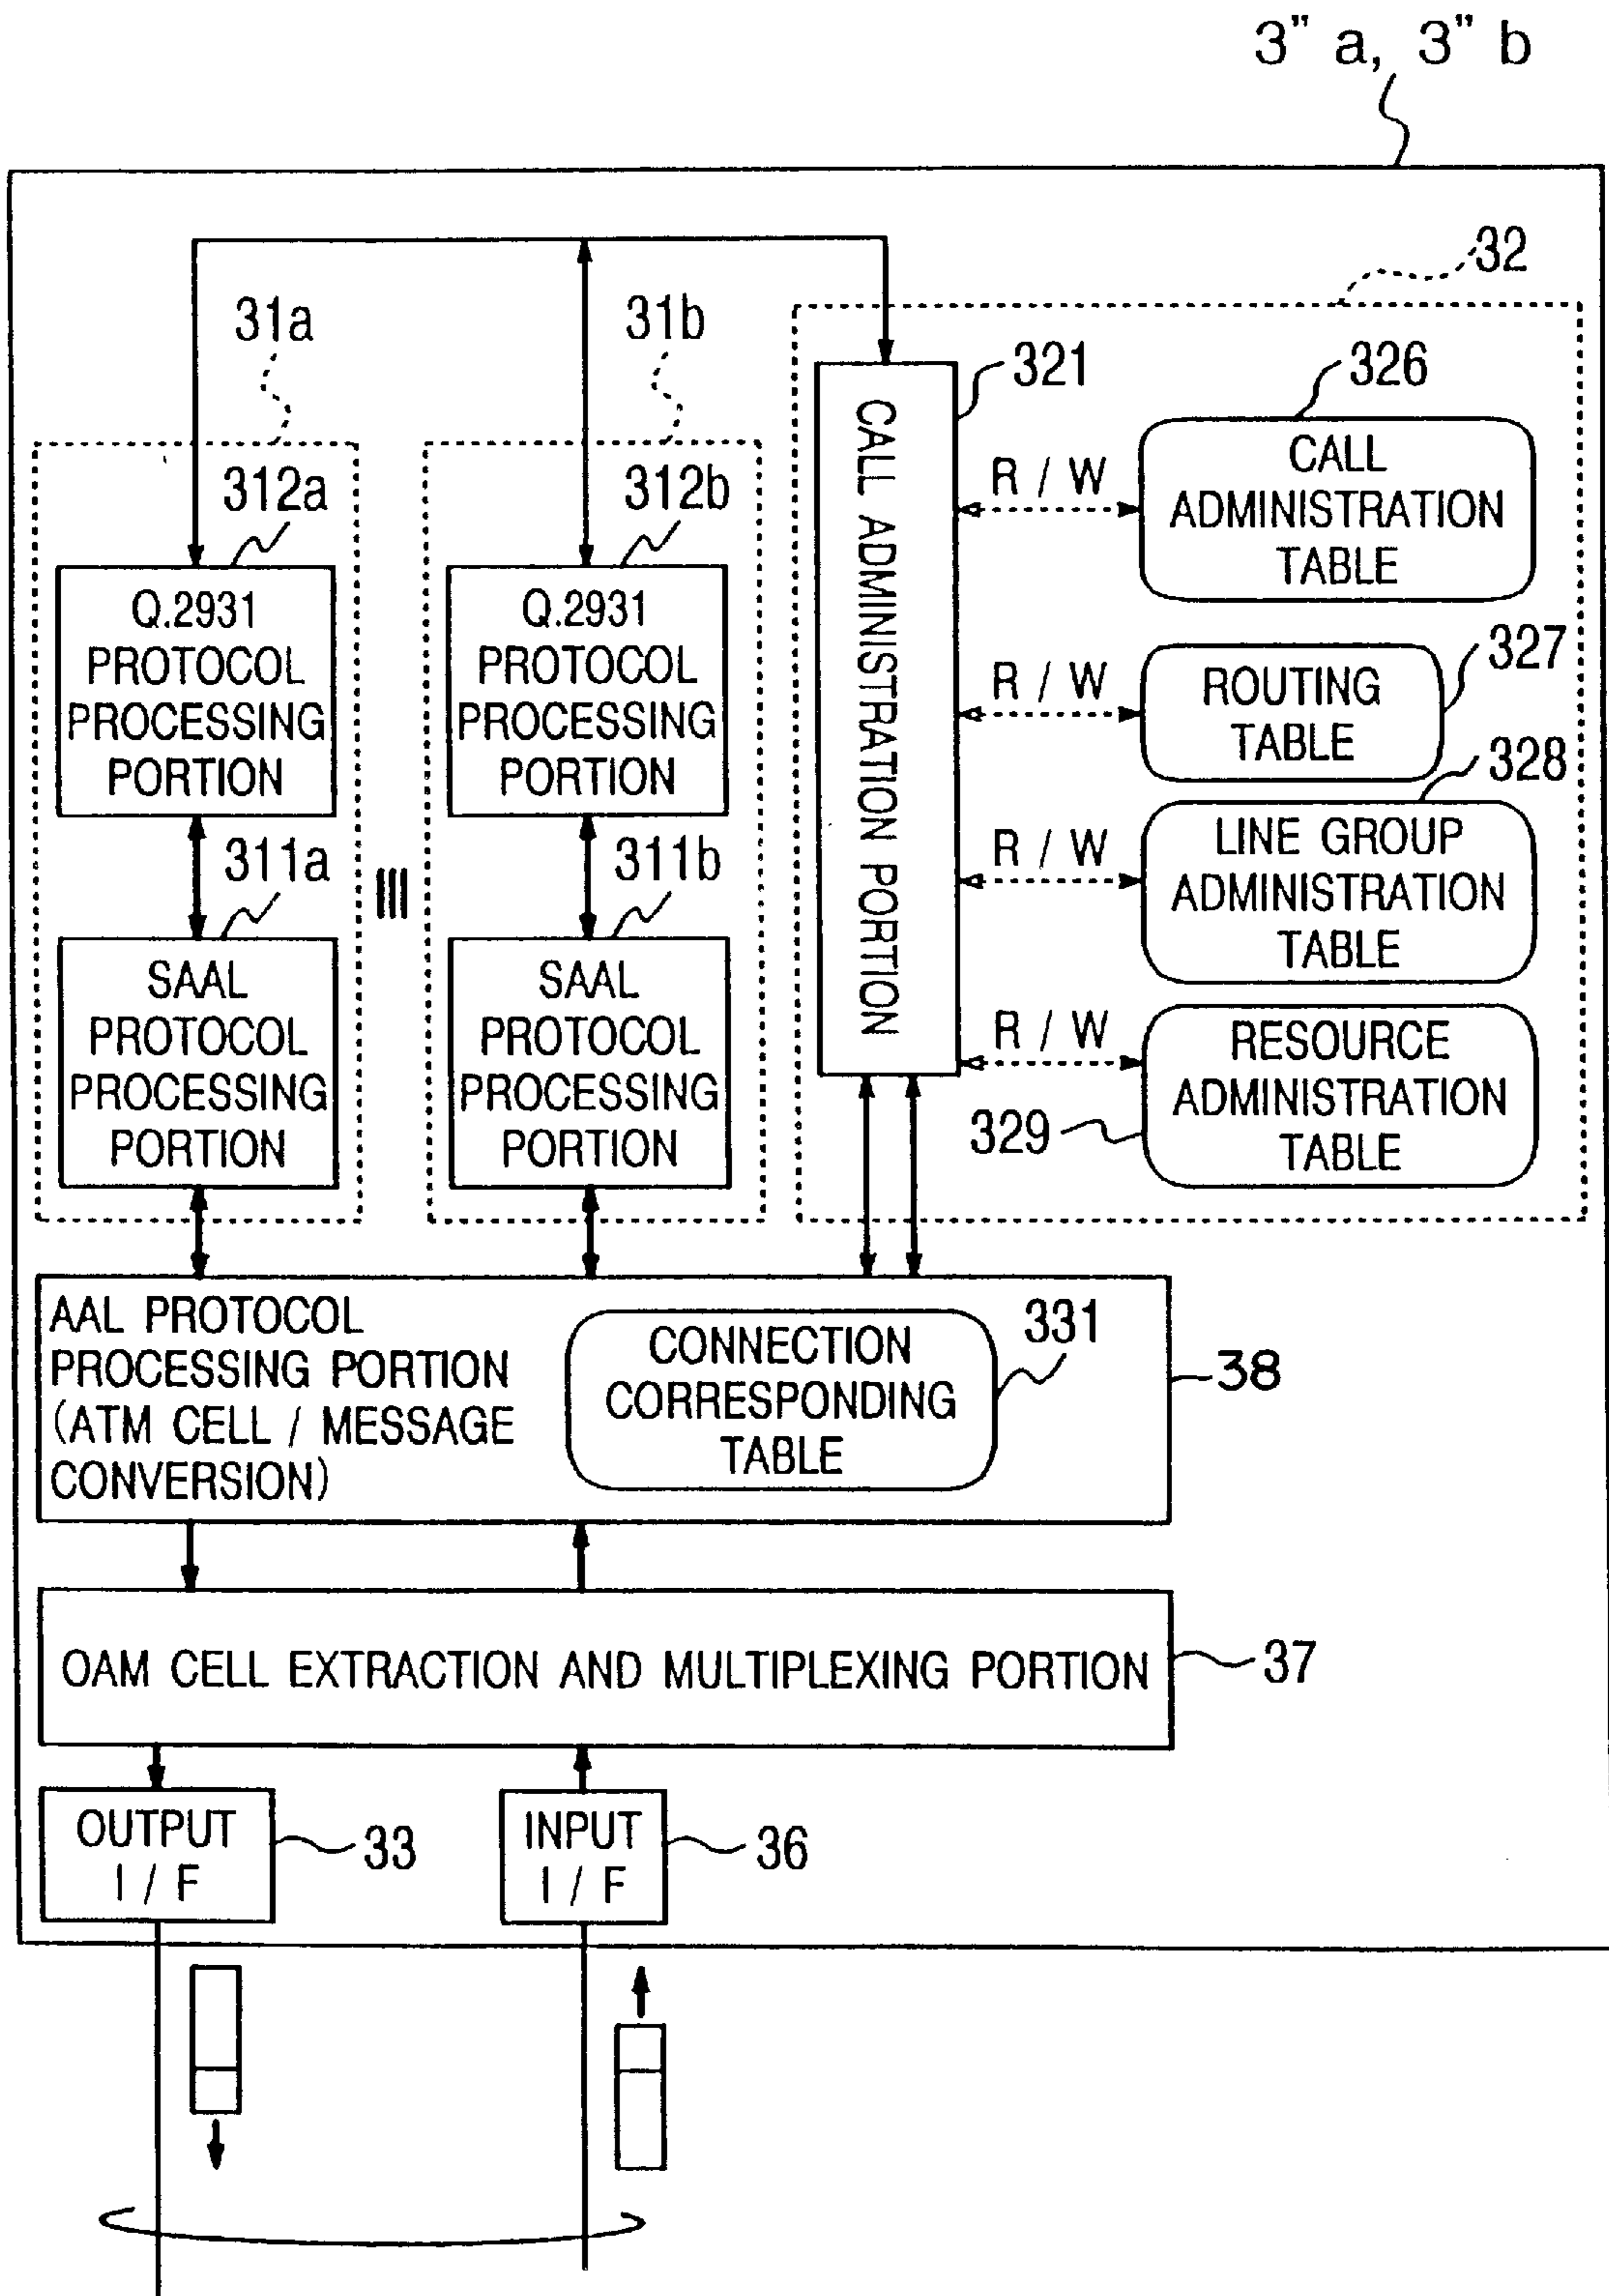 3" a, 3" b
32
31a
31b
321
326
CALL
ADMINISTRATION
TABLE
R / W
312a
312b
CALL ADMINISTRATION PORTION
Q.2931
PROTOCOL
PROCESSING
PORTION
Q.2931
PROTOCOL
PROCESSING
PORTION
R / W
327
ROUTING
TABLE
328
R / W
LINE GROUP
ADMINISTRATION
TABLE
311a
311b
SAAL
PROTOCOL
PROCESSING
PORTION
SAAL
PROTOCOL
PROCESSING
PORTION
R / W
RESOURCE
ADMINISTRATION
TABLE
329
AAL PROTOCOL
PROCESSING PORTION
(ATM CELL / MESSAGE
CONVERSION)
CONNECTION
CORRESPONDING
TABLE
331
38
OAM CELL EXTRACTION AND MULTIPLEXING PORTION
37
OUTPUT
I / F
33
INPUT
I / F
36